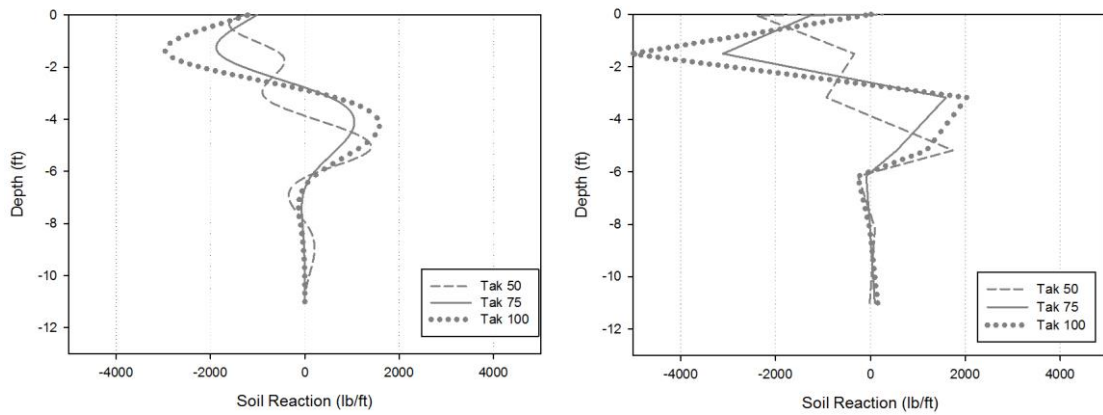 0
-2
-4
-6
-8
-10
-12
Depth (ft)
-4000 -2000 0 2000 4000
Soil Reaction (lb/ft)
Tak 50
Tak 75
Tak 100
0
-2
-4
-6
-8
-10
-12
Depth (ft)
-4000 -2000 0 2000 4000
Soil Reaction (lb/ft)
Tak 50
Tak 75
Tak 100